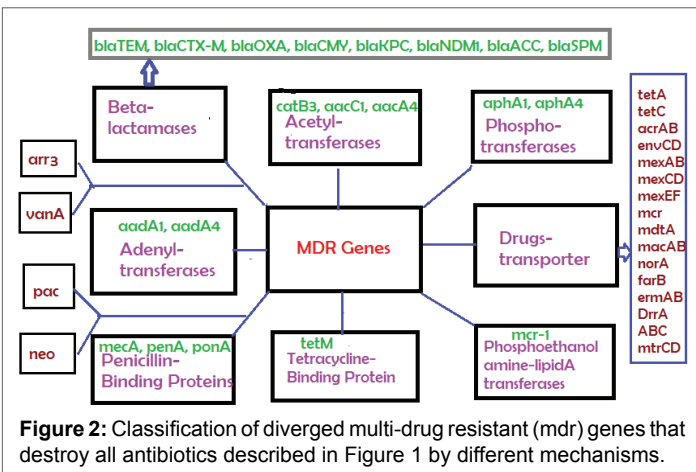 blaTEM, blaCTX-M, blaOXA, blaCMY, blaKPC, blaNDM1, blaACC, blaSPM
Beta-
lactamases
catB3, aacC1, aacA4
Acetyl-
transferases
aphA1, aphA4
Phospho-
transferases
arr3
vanA
aadA1, aadA4
Adenyl-
transferases
MDR Genes
Drugs-
transporter
tetA
tetC
acrAB
envCD
mexAB
mexCD
mexEF
mcr
mdtA
macAB
norA
farB
ermAB
DrrA
ABC
mtrCD
pac
neo
mecA, penA, ponA
Penicillin-
Binding Proteins
tetM
Tetracycline-
Binding Protein
mcr-1
Phosphoethanol
amine-lipidA
transferases
Figure 2: Classification of diverged multi-drug resistant (mdr) genes that
destroy all antibiotics described in Figure 1 by different mechanisms.